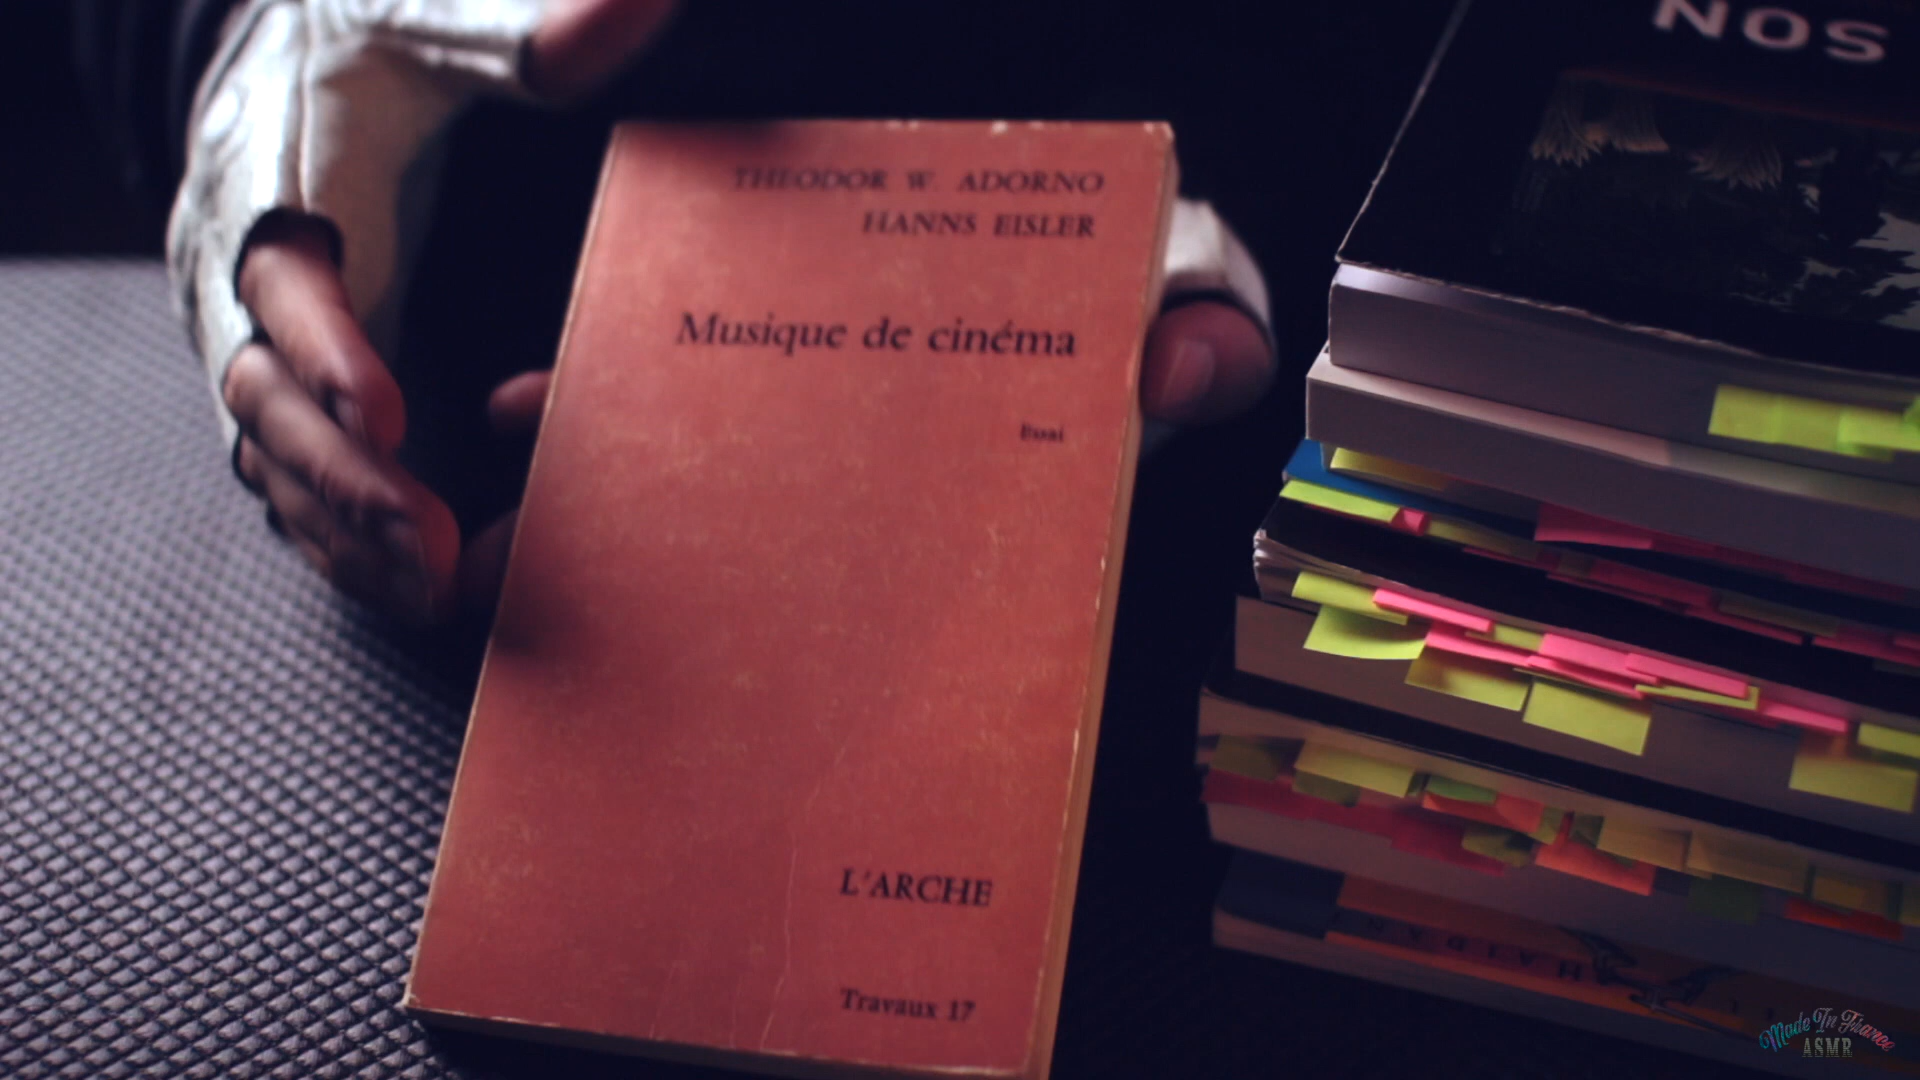 THEODOR W. ADORNO
HANNS EISLER
Musique de cinéma
Essai
L'ARCHE
Travaux 17
NOS
Made In France
ASMR